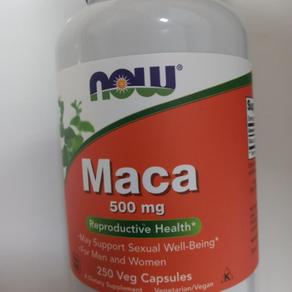 NOW
Maca
500 mg
Reproductive Health*
•May Support Sexual Well-Being*
•For Men and Women
250 Veg Capsules
A Dietary Supplement Vegetarian/Vegan